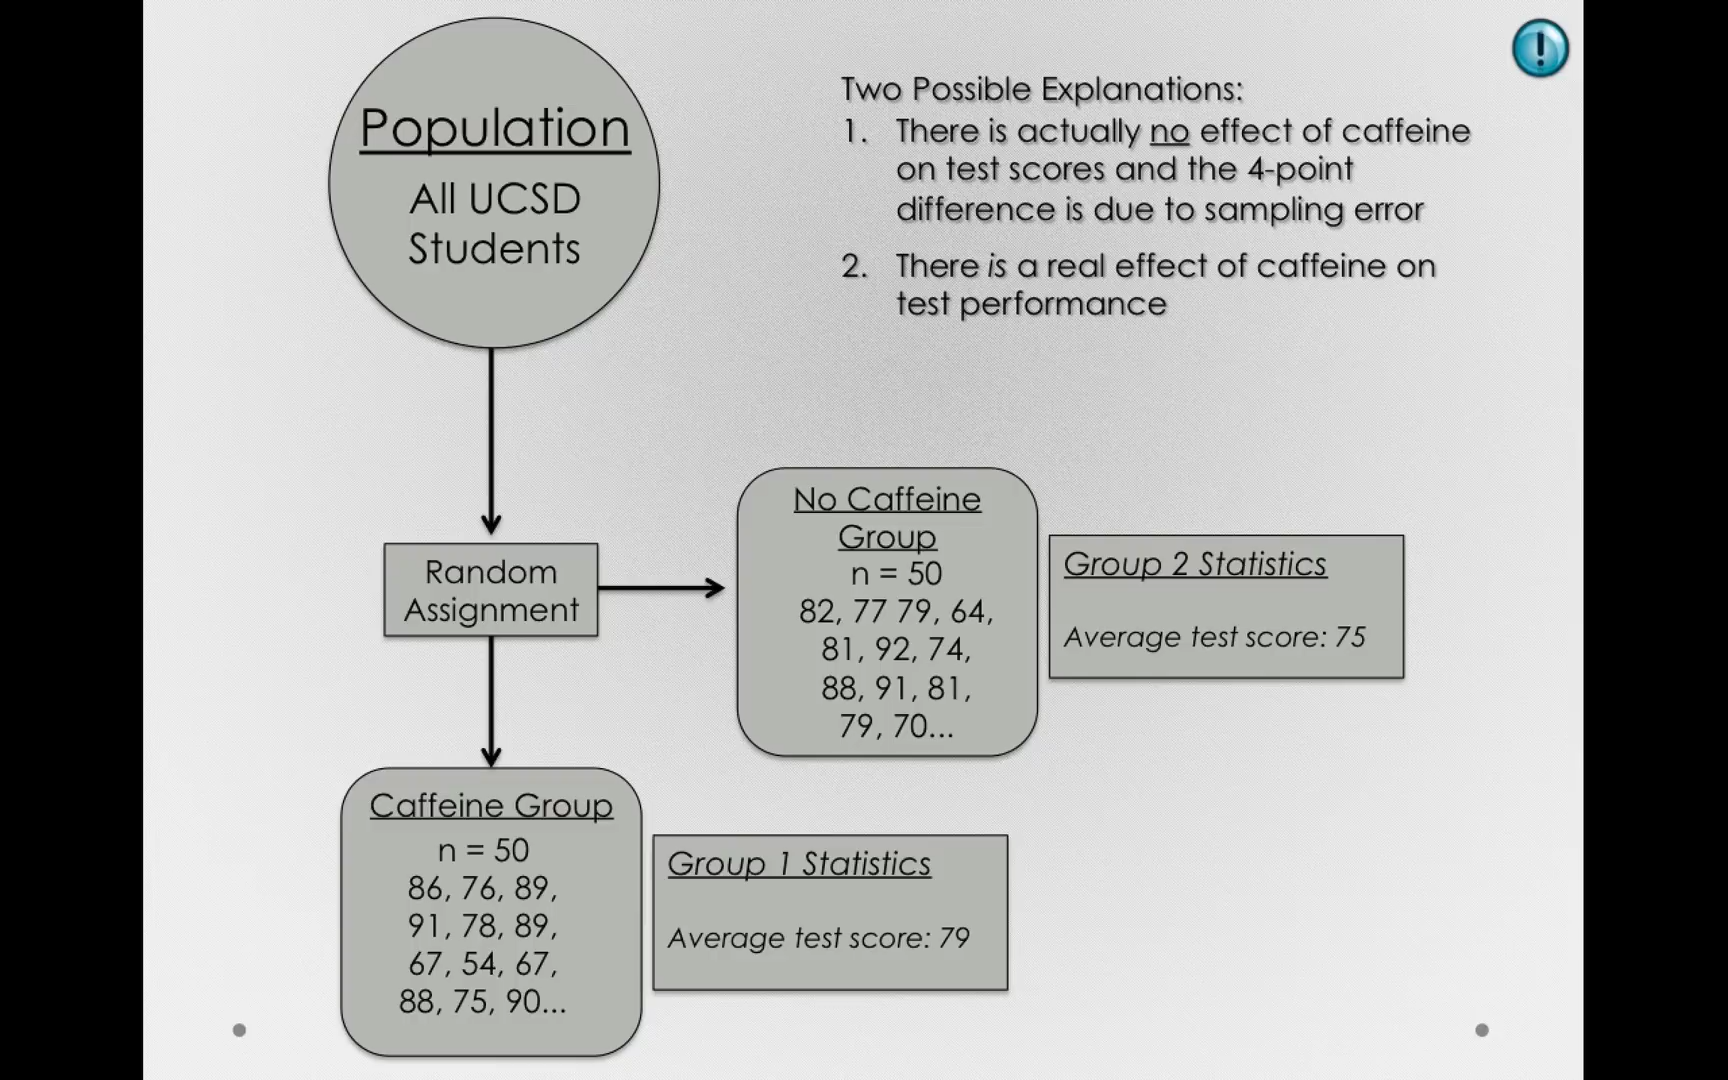 Population
All UCSD
Students
Two Possible Explanations:
1. There is actually no effect of caffeine
on test scores and the 4-point
difference is due to sampling error
2. There is a real effect of caffeine on
test performance
Random
Assignment
No Caffeine
Group
n = 50
82, 77 79, 64,
81, 92, 74,
88, 91, 81,
79, 70...
Group 2 Statistics
Average test score: 75
Caffeine Group
n = 50
86, 76, 89,
91, 78, 89,
67, 54, 67,
88, 75, 90...
Group 1 Statistics
Average test score: 79